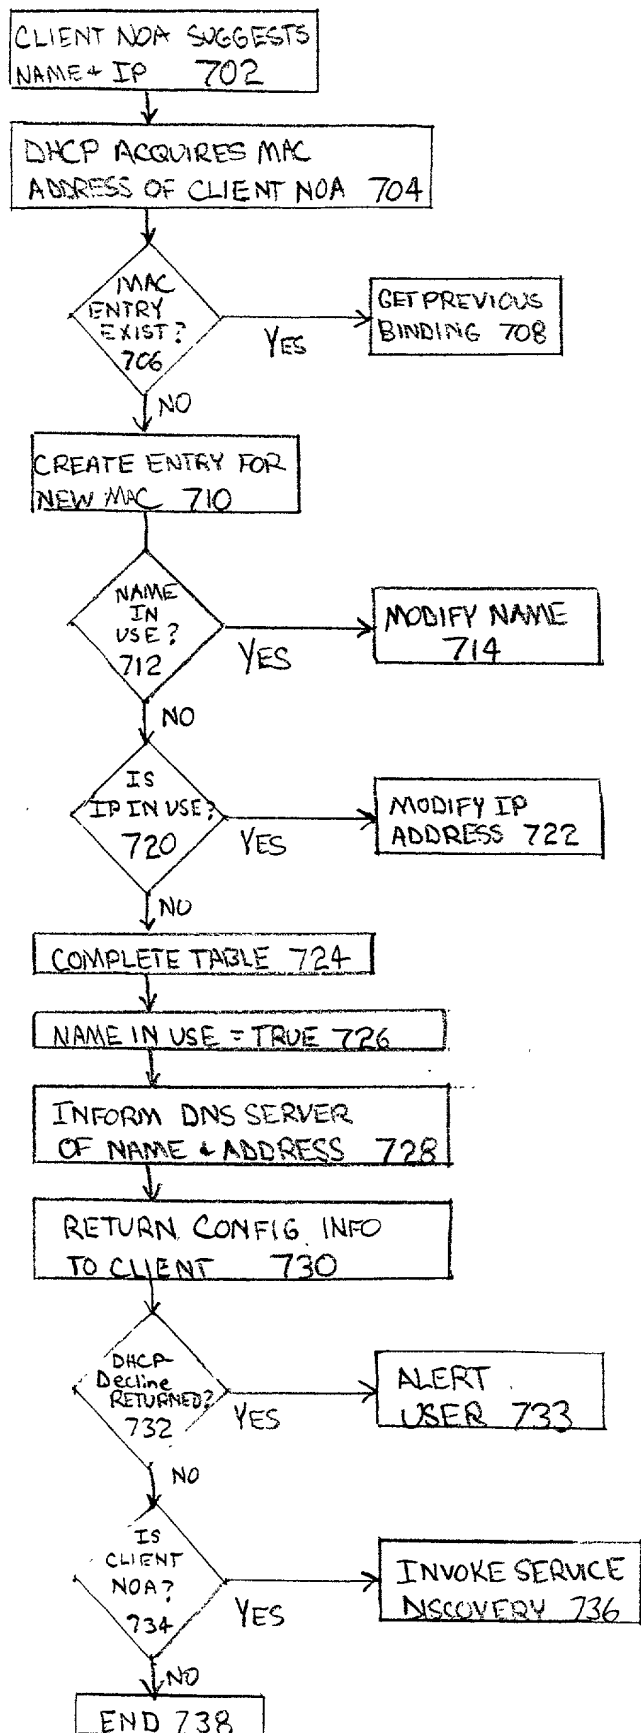 CLIENT NOA SUGGESTS
NAME & IP 702
DHCP ACQUIRES MAC
ADDRESS OF CLIENT NOA 704
MAC
ENTRY
EXIST?
706
YES
GET PREVIOUS
BINDING 708
NO
CREATE ENTRY FOR
NEW MAC 710
NAME
IN
USE?
712
YES
MODIFY NAME
714
NO
IS
IP IN USE?
720
YES
MODIFY IP
ADDRESS 722
NO
COMPLETE TABLE 724
NAME IN USE = TRUE 726
INFORM DNS SERVER
OF NAME & ADDRESS 728
RETURN CONFIG INFO
TO CLIENT 730
DHCP-
Decline
RETURNED?
732
YES
ALERT
USER 733
NO
IS
CLIENT
NOA?
734
YES
INVOKE SERVICE
DISCOVERY 736
NO
END 738